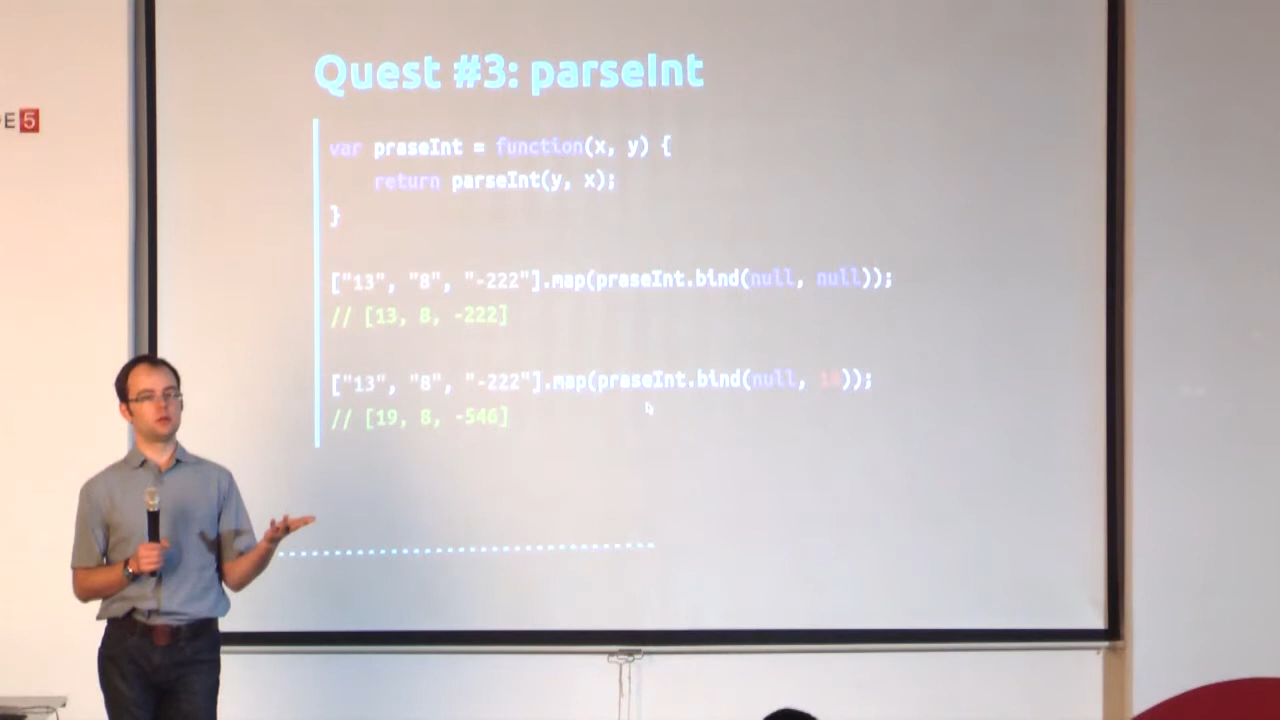 Quest #3: parseInt
E5
var praseInt = function(x, y) {
return parseInt(y, x);
}
["13", "8", "-222"].map(praseInt.bind(null, null));
// [13, 8, -222]
["13", "8", "-222"].map(praseInt.bind(null, ));
// [19, 8, -546]